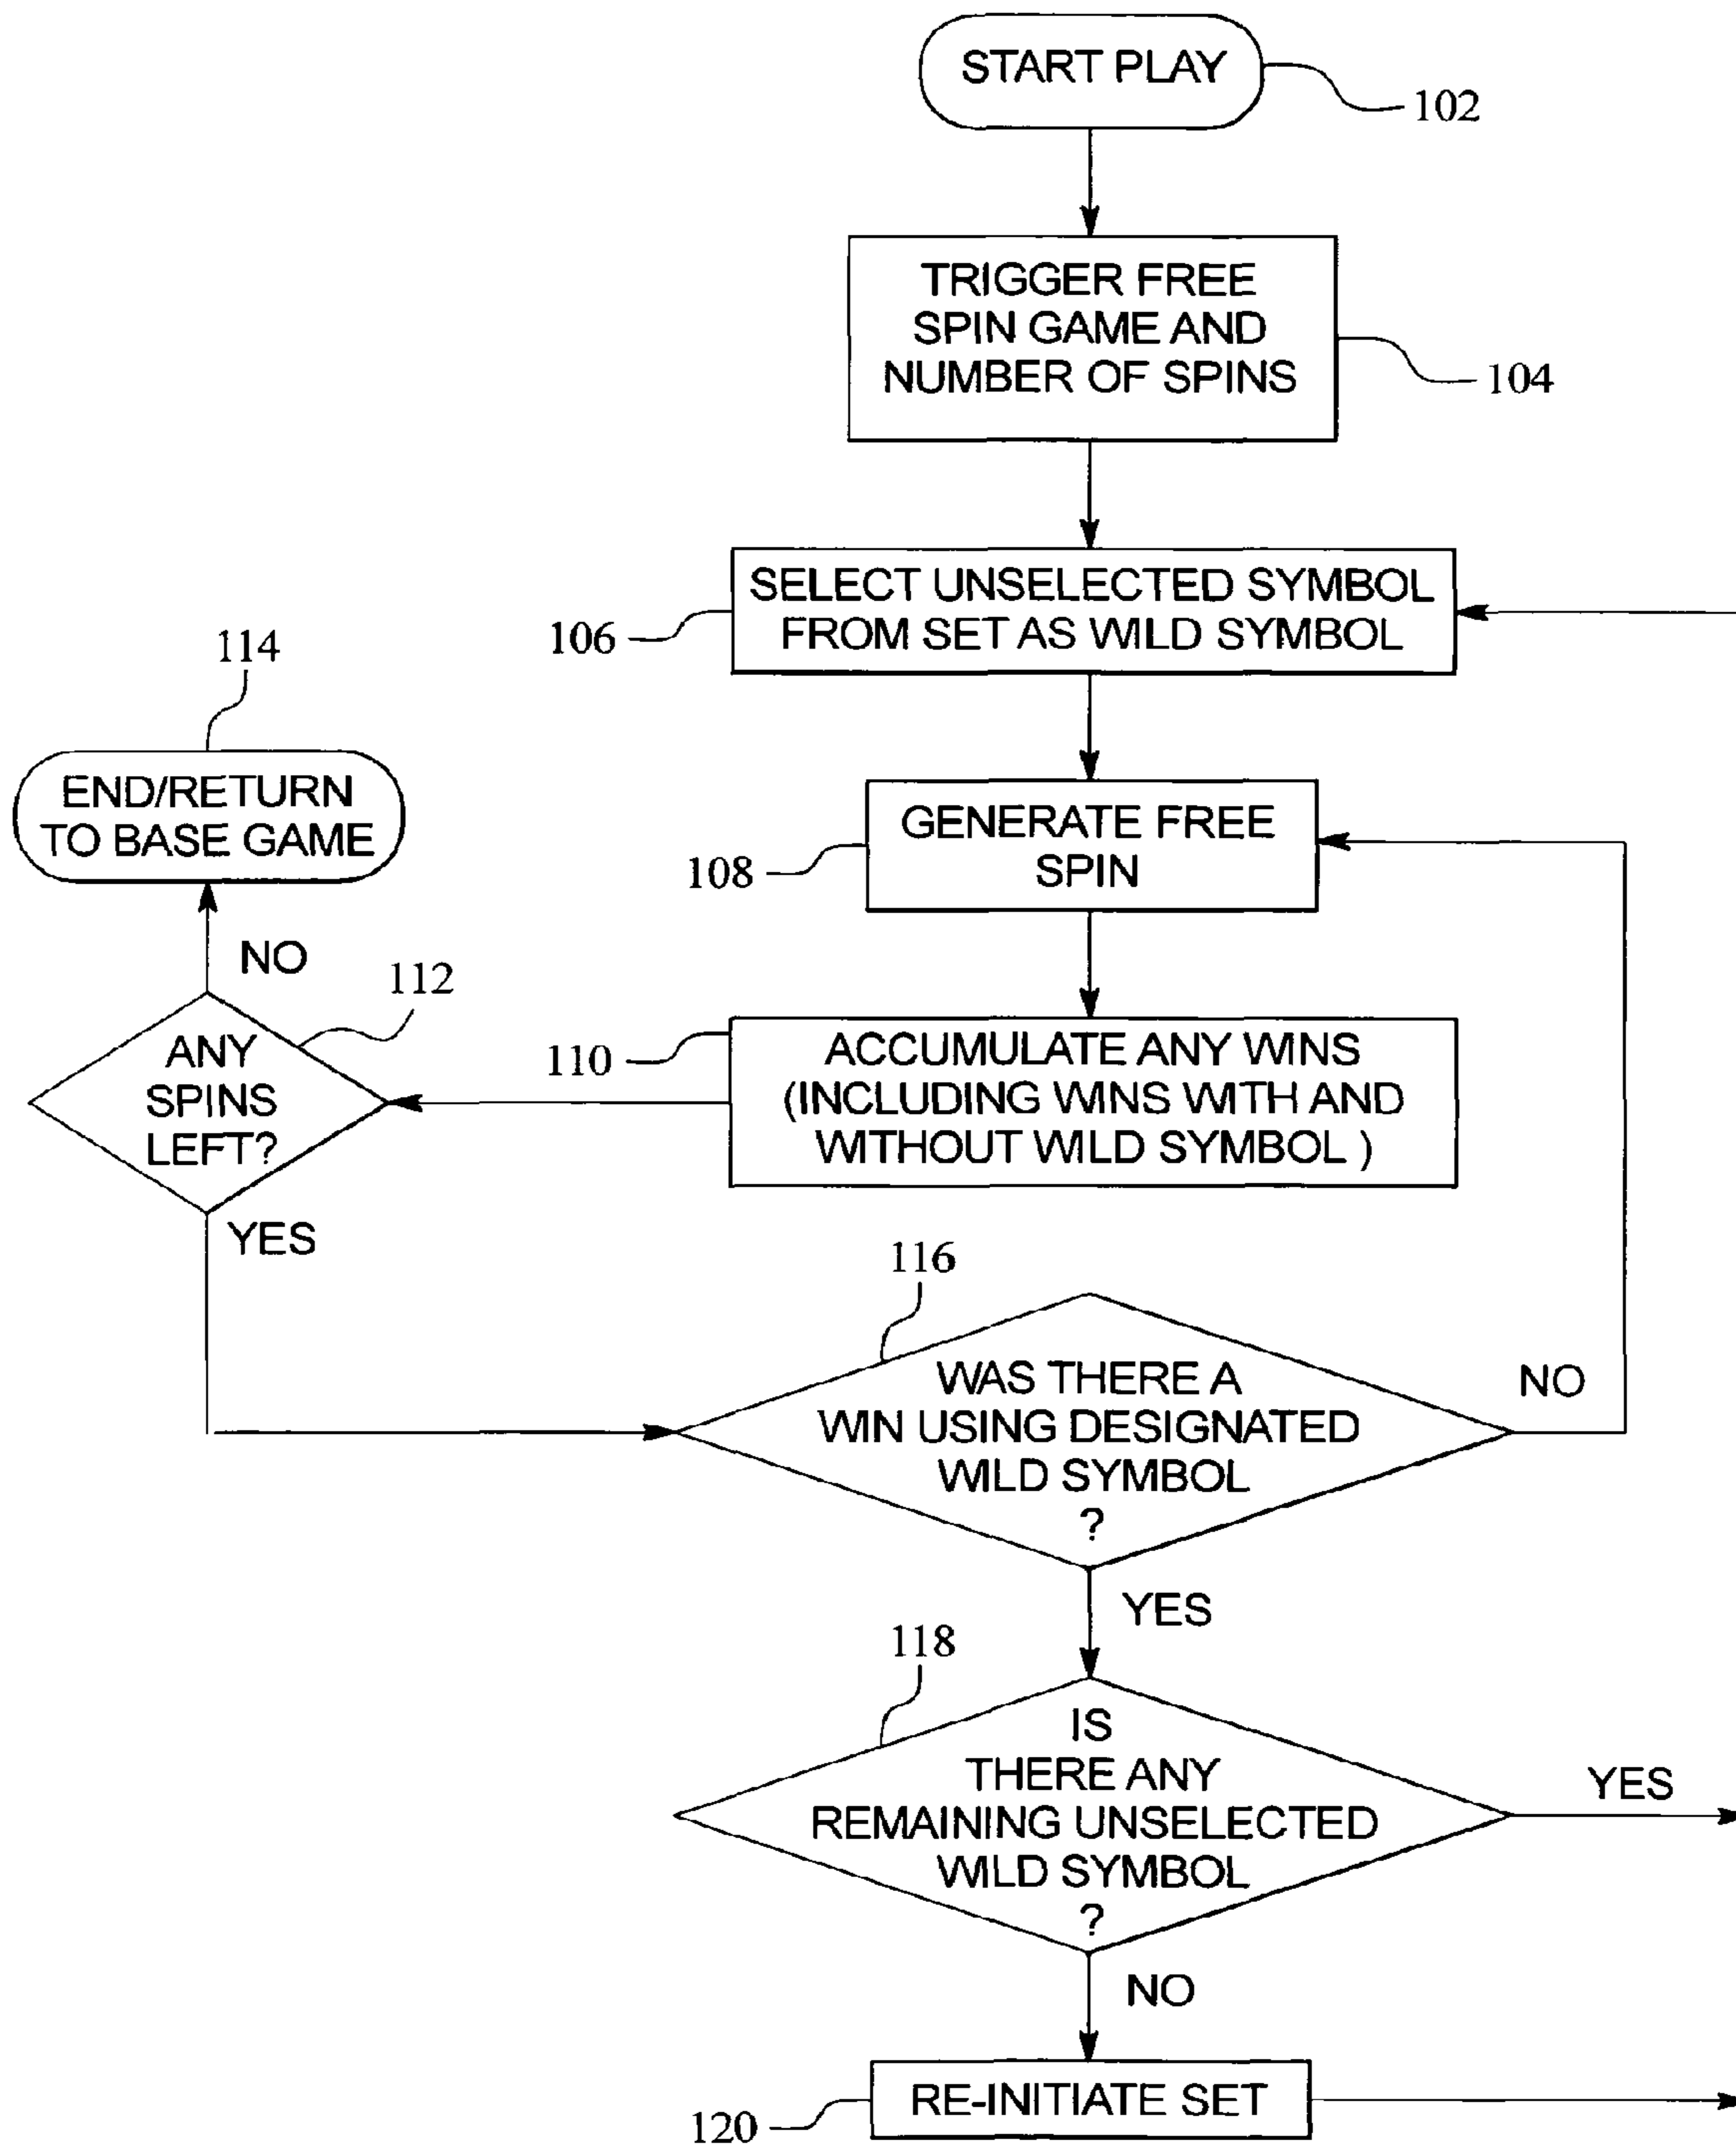 START PLAY
102
TRIGGER FREE
SPIN GAME AND
NUMBER OF SPINS
104
SELECT UNSELECTED SYMBOL
FROM SET AS WILD SYMBOL
106
GENERATE FREE
SPIN
108
ACCUMULATE ANY WINS
(INCLUDING WINS WITH AND
WITHOUT WILD SYMBOL )
110
ANY
SPINS
LEFT?
112
NO
114
END/RETURN
TO BASE GAME
YES
116
WAS THERE A
WIN USING DESIGNATED
WILD SYMBOL
?
NO
YES
118
IS
THERE ANY
REMAINING UNSELECTED
WILD SYMBOL
?
YES
NO
RE-INITIATE SET
120